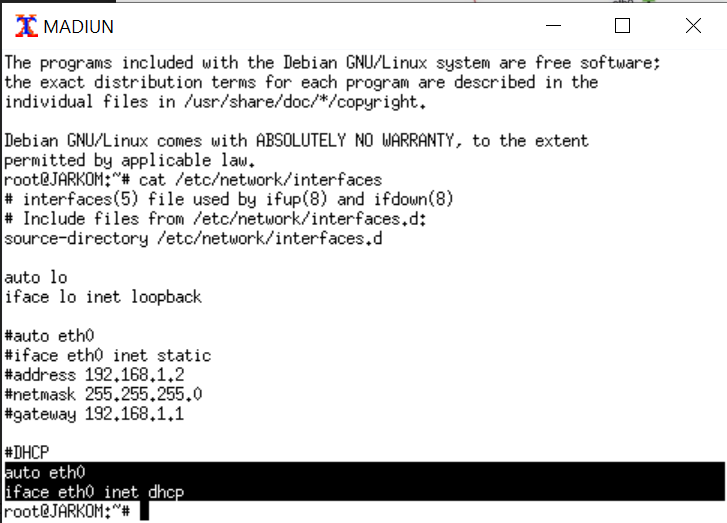 MADIUN
The programs included with the Debian GNU/Linux system are free software;
the exact distribution terms for each program are described in the
individual files in /usr/share/doc/*/copyright.
Debian GNU/Linux comes with ABSOLUTELY NO WARRANTY, to the extent
permitted by applicable law.
root@JARKOM:~# cat /etc/network/interfaces
# interfaces(5) file used by ifup(8) and ifdown(8)
# Include files from /etc/network/interfaces.d:
source-directory /etc/network/interfaces.d
auto lo
iface lo inet loopback
#auto eth0
#iface eth0 inet static
#address 192.168.1.2
#netmask 255.255.255.0
#gateway 192.168.1.1
#DHCP
auto eth0
iface eth0 inet dhcp
root@JARKOM:~#